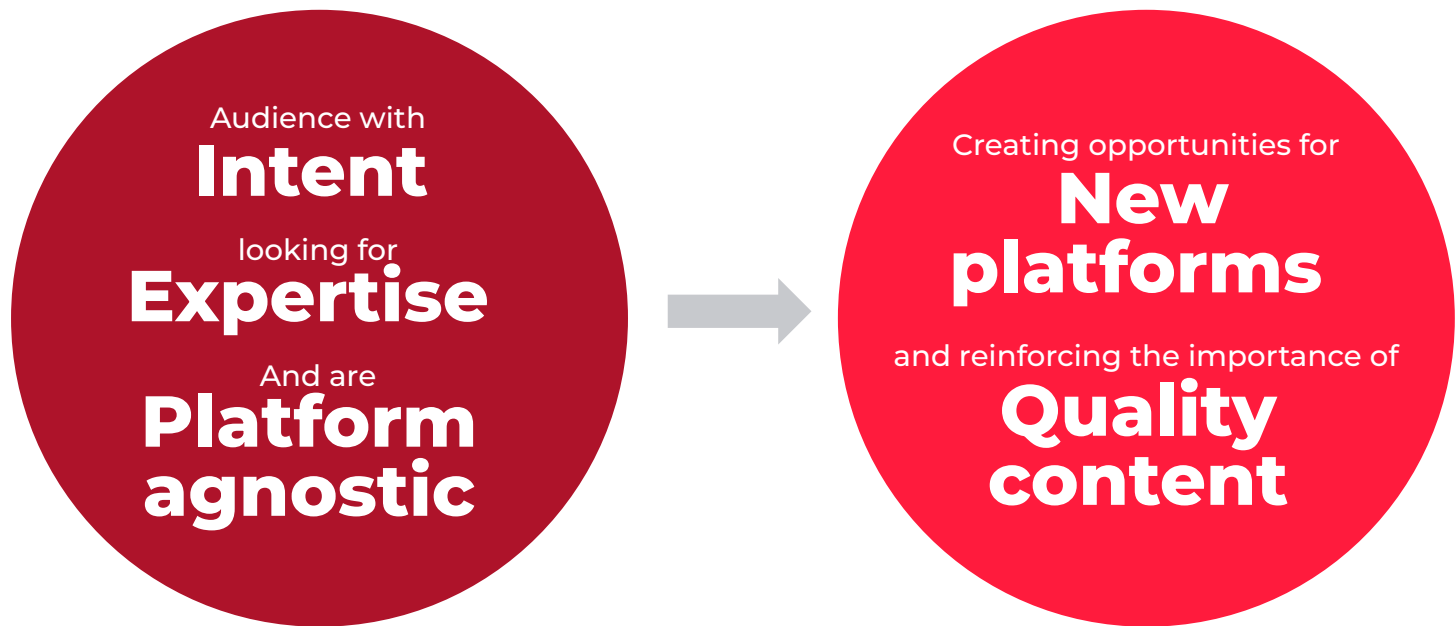 Audience with
Intent
looking for
Expertise
And are
Platform
agnostic
Creating opportunities for
New
platforms
and reinforcing the importance of
Quality
content